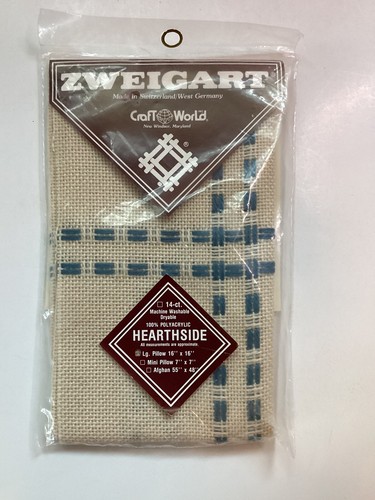 ZWEIGART
Made in Switzerland/West Germany
Craft World
New Windsor, Maryland
14-ct.
Machine Washable
Dryable
100% POLYACRYLIC
HEARTHSIDE
All measurements are approximate.
Lg. Pillow 16" x 16"
Mini Pillow 7" x 7"
Afghan 55" x 48"